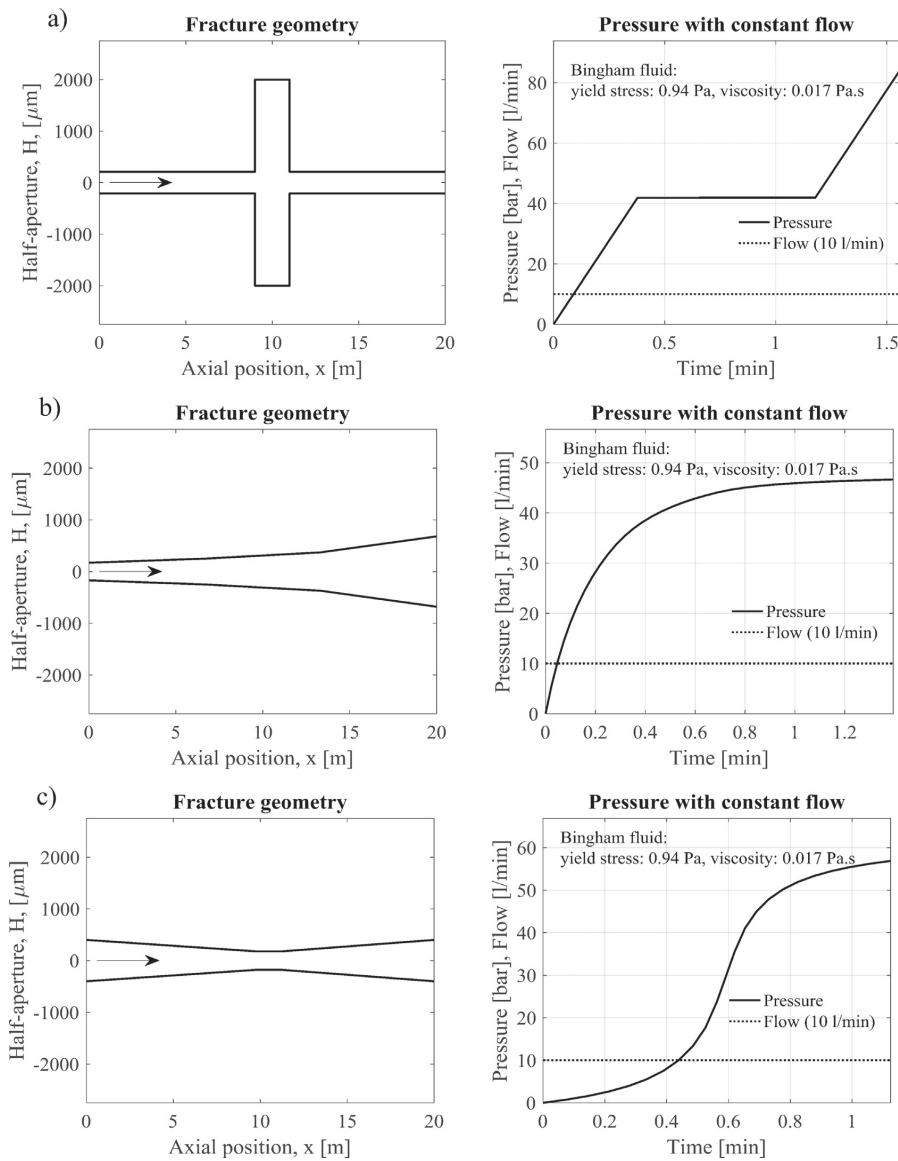 a)
Fracture geometry
Half-aperture, H, [μm]
2000
1000
0
-1000
-2000
0
5
10
15
20
Axial position, x [m]
Pressure with constant flow
Bingham fluid:
yield stress: 0.94 Pa, viscosity: 0.017 Pa.s
Pressure [bar], Flow [l/min]
80
60
40
20
0
Pressure
Flow (10 l/min)
0
0.5
1
1.5
Time [min]
b)
Fracture geometry
Half-aperture, H, [μm]
2000
1000
0
-1000
-2000
0
5
10
15
20
Axial position, x [m]
Pressure with constant flow
Bingham fluid:
yield stress: 0.94 Pa, viscosity: 0.017 Pa.s
Pressure [bar], Flow [l/min]
50
40
30
20
10
0
Pressure
Flow (10 l/min)
0
0.2
0.4
0.6
0.8
1
1.2
Time [min]
c)
Fracture geometry
Half-aperture, H, [μm]
2000
1000
0
-1000
-2000
0
5
10
15
20
Axial position, x [m]
Pressure with constant flow
Bingham fluid:
yield stress: 0.94 Pa, viscosity: 0.017 Pa.s
Pressure [bar], Flow [l/min]
60
50
40
30
20
10
0
Pressure
Flow (10 l/min)
0
0.2
0.4
0.6
0.8
1
Time [min]